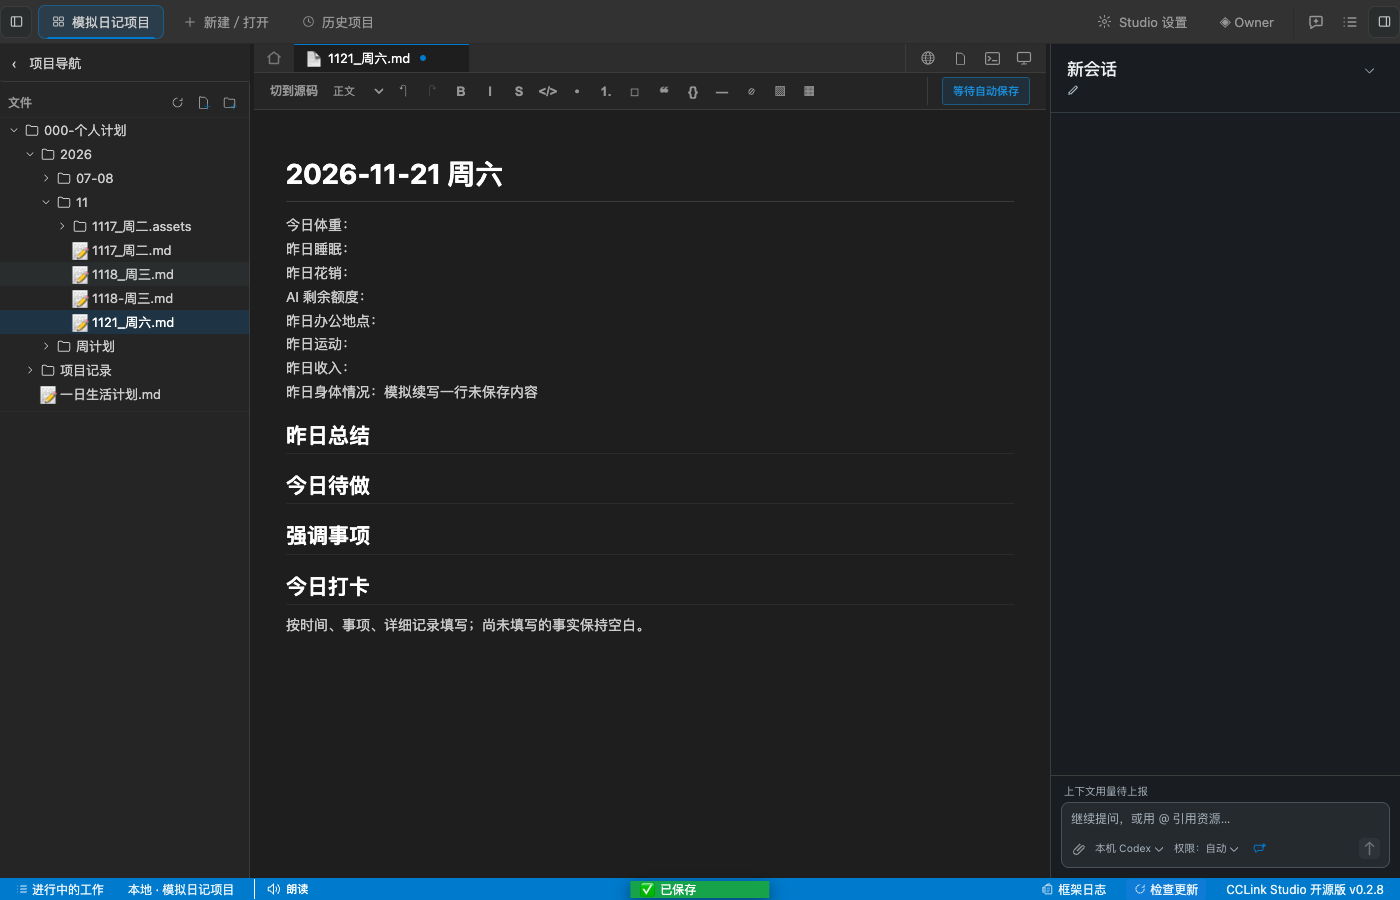 模拟日记项目
新建 / 打开
历史项目
Studio 设置
Owner
项目导航
文件
000-个人计划
2026
07-08
11
1117_周二.assets
1117_周二.md
1118_周三.md
1118-周三.md
1121_周六.md
周计划
项目记录
一日生活计划.md
1121_周六.md
切到源码 正文 B I S </> • 1. ❝ {} —
等待自动保存
2026-11-21 周六
今日体重：
昨日睡眠：
昨日花销：
AI 剩余额度：
昨日办公地点：
昨日运动：
昨日收入：
昨日身体情况：模拟续写一行未保存内容
昨日总结
今日待做
强调事项
今日打卡
按时间、事项、详细记录填写；尚未填写的事实保持空白。
新会话
上下文用量待上报
继续提问，或用 @ 引用资源...
本机 Codex 权限：自动
进行中的工作 本地 · 模拟日记项目 朗读 已保存 框架日志 检查更新 CCLink Studio 开源版 v0.2.8